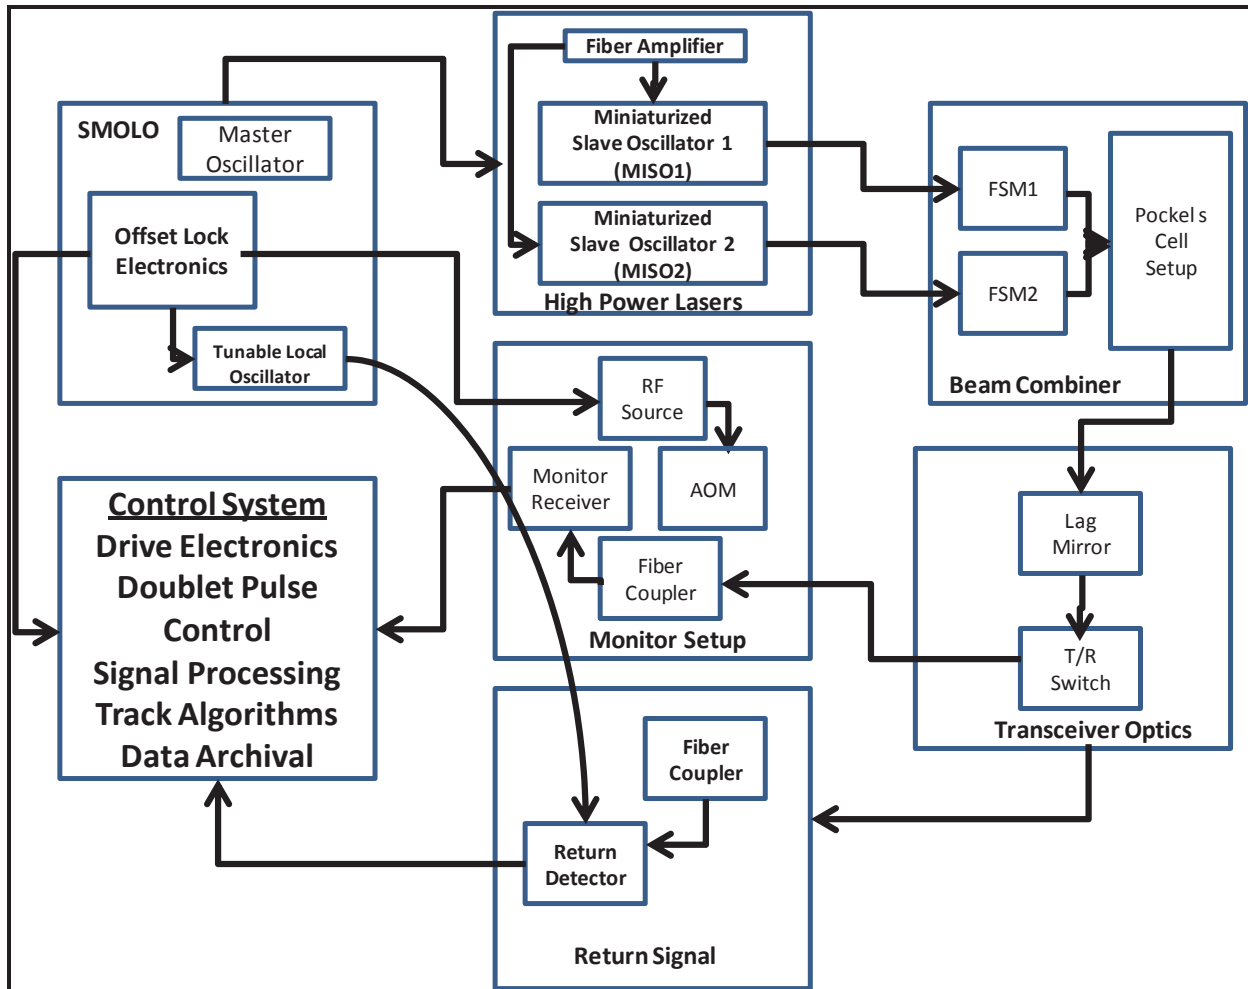 SMOLO
Master
Oscillator
Offset Lock
Electronics
Tunable Local
Oscillator
Fiber Amplifier
Miniaturized
Slave Oscillator 1
(MISO1)
Miniaturized
Slave Oscillator 2
(MISO2)
High Power Lasers
FSM1
FSM2
Pockel s
Cell
Setup
Beam Combiner
RF
Source
Monitor
Receiver
AOM
Fiber
Coupler
Monitor Setup
Lag
Mirror
T/R
Switch
Transceiver Optics
Control System
Drive Electronics
Doublet Pulse
Control
Signal Processing
Track Algorithms
Data Archival
Fiber
Coupler
Return
Detector
Return Signal